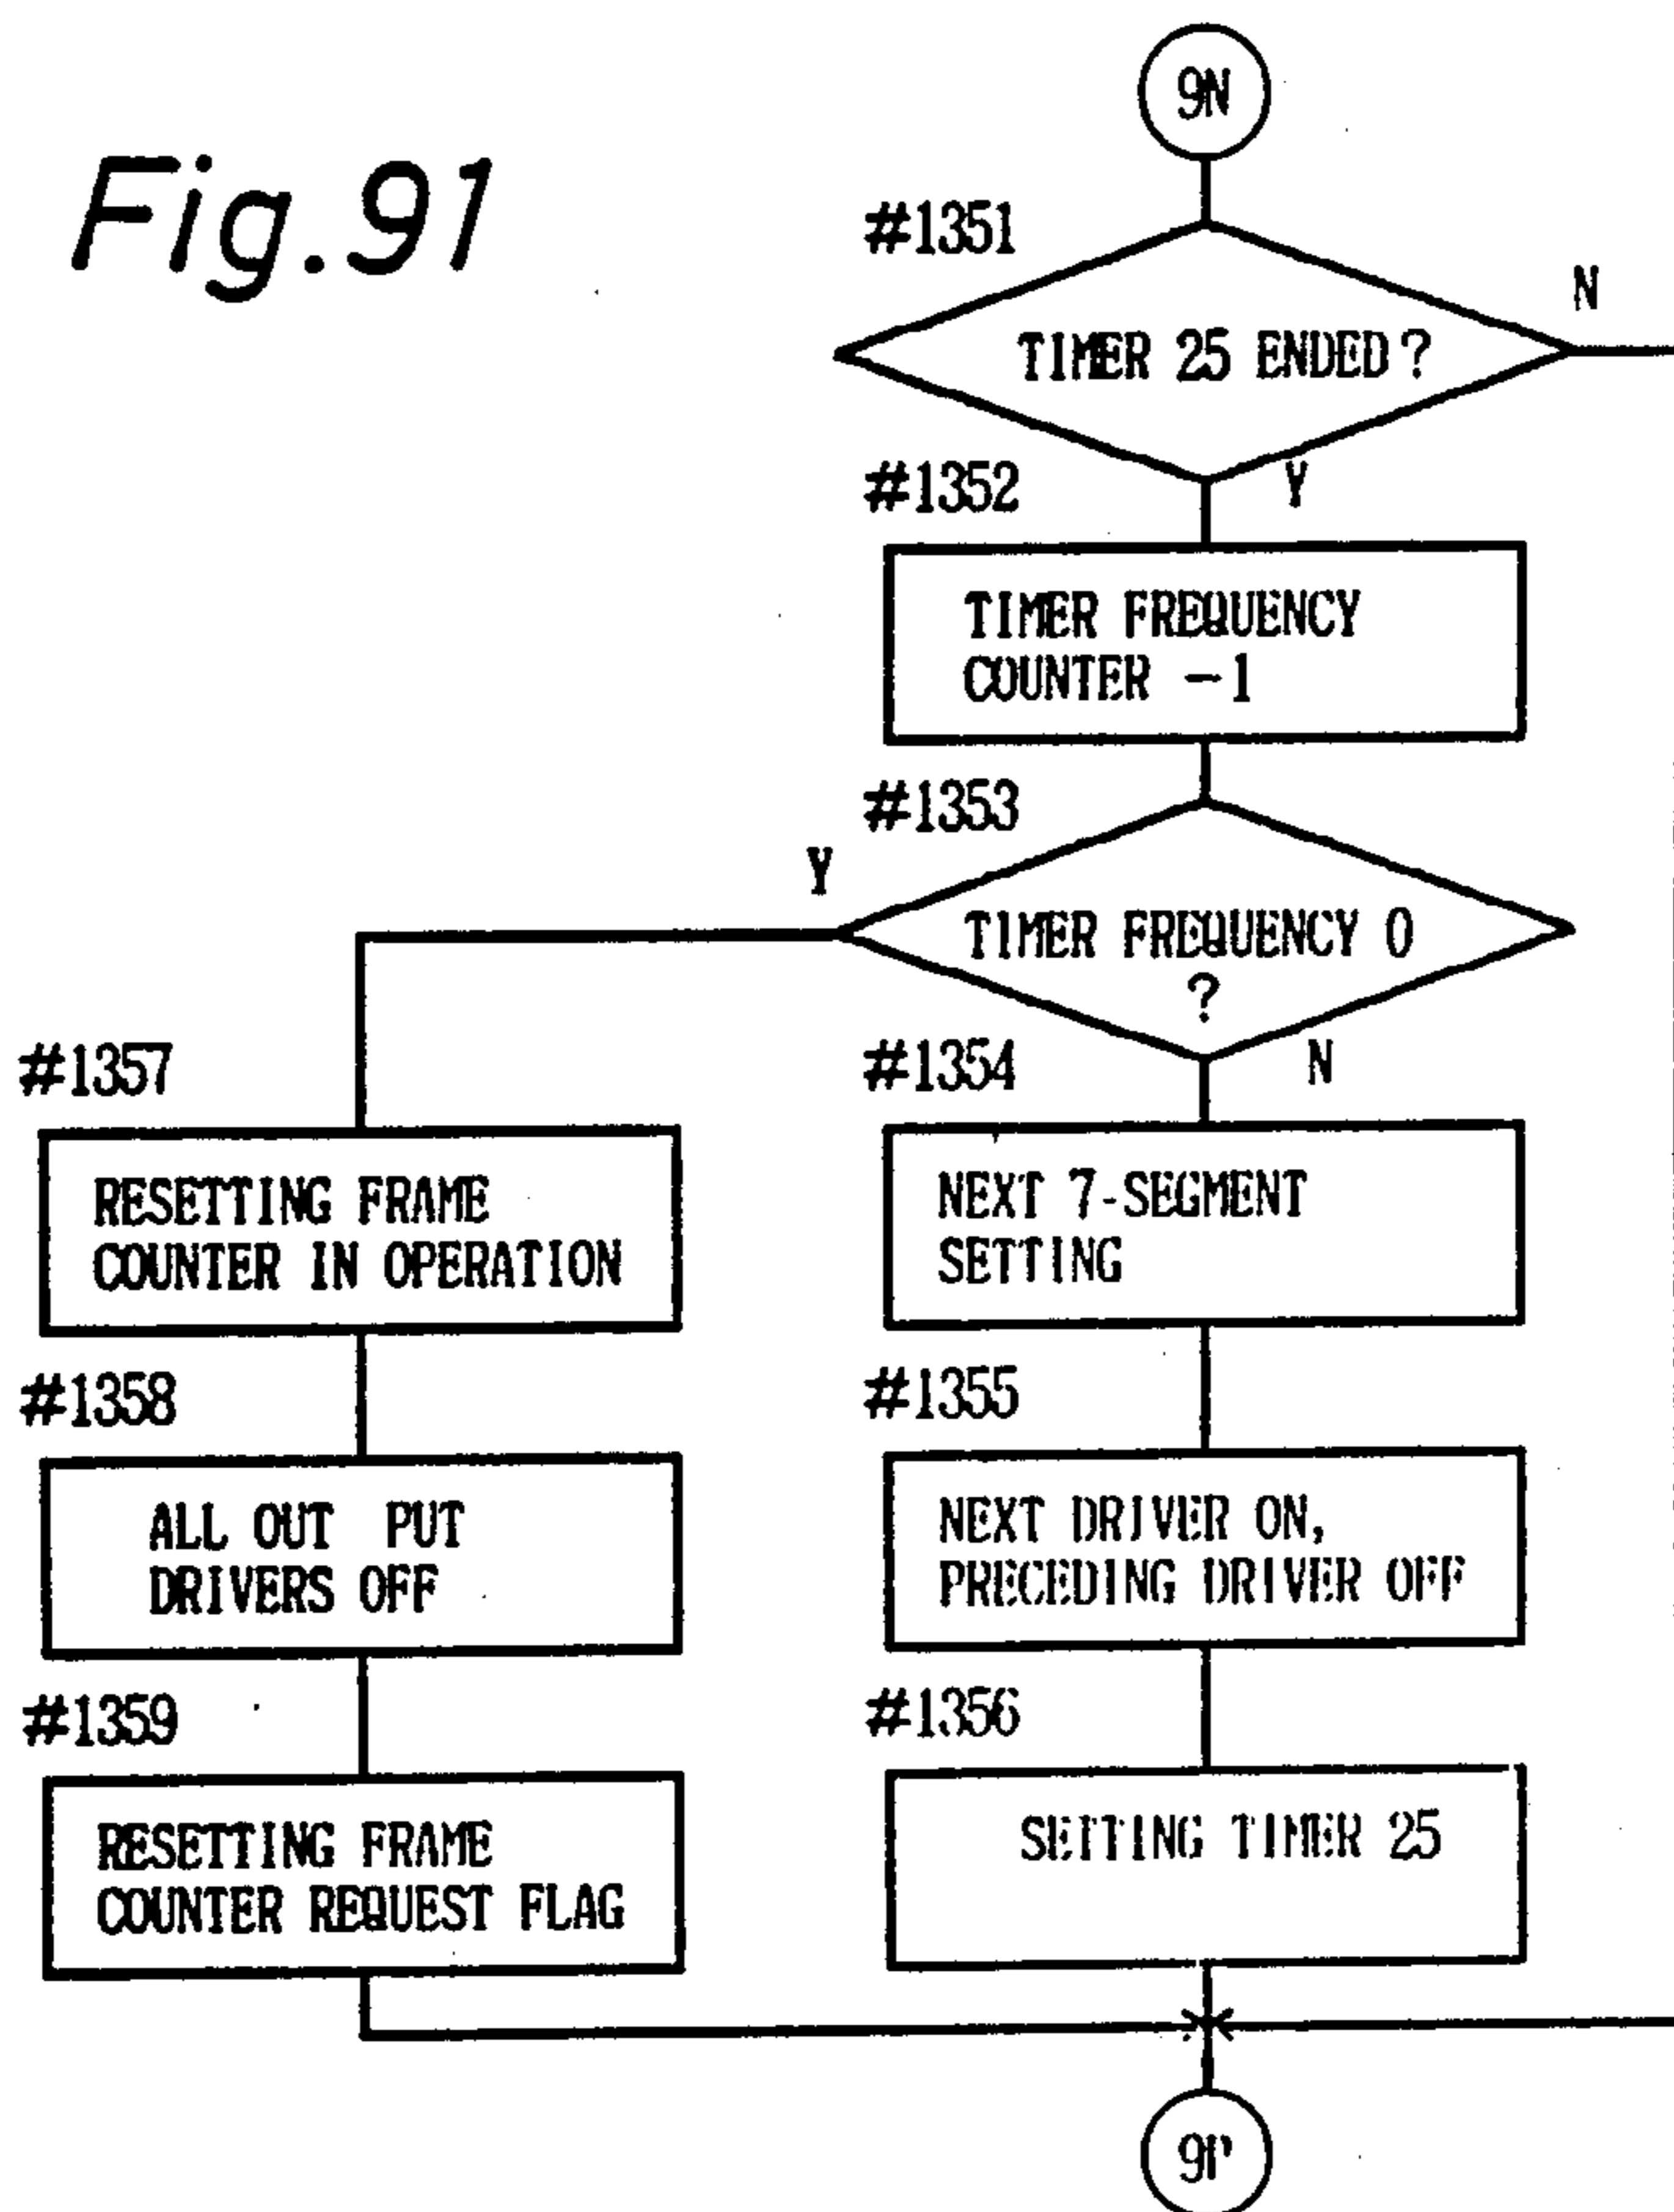 Fig.91
9N
#1351
TIMER 25 ENDED?
N
Y
#1352
TIMER FREQUENCY
COUNTER -1
#1353
TIMER FREQUENCY 0
?
Y
N
#1354
NEXT 7-SEGMENT
SETTING
#1355
NEXT DRIVER ON,
PRECEDING DRIVER OFF
#1356
SETTING TIMER 25
#1357
RESETTING FRAME
COUNTER IN OPERATION
#1358
ALL OUT PUT
DRIVERS OFF
#1359
RESETTING FRAME
COUNTER REQUEST FLAG
9P